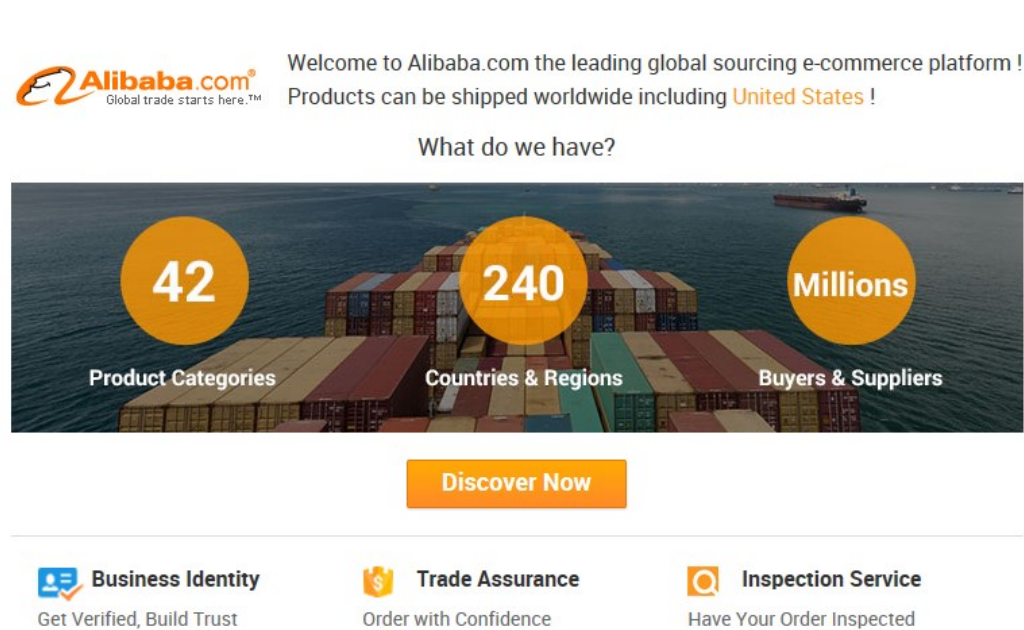 Alibaba.com®
Global trade starts here.™
Welcome to Alibaba.com the leading global sourcing e-commerce platform !
Products can be shipped worldwide including United States !
What do we have?
42
240
Millions
Product Categories
Countries & Regions
Buyers & Suppliers
Discover Now
Business Identity
Trade Assurance
Inspection Service
Get Verified, Build Trust
Order with Confidence
Have Your Order Inspected